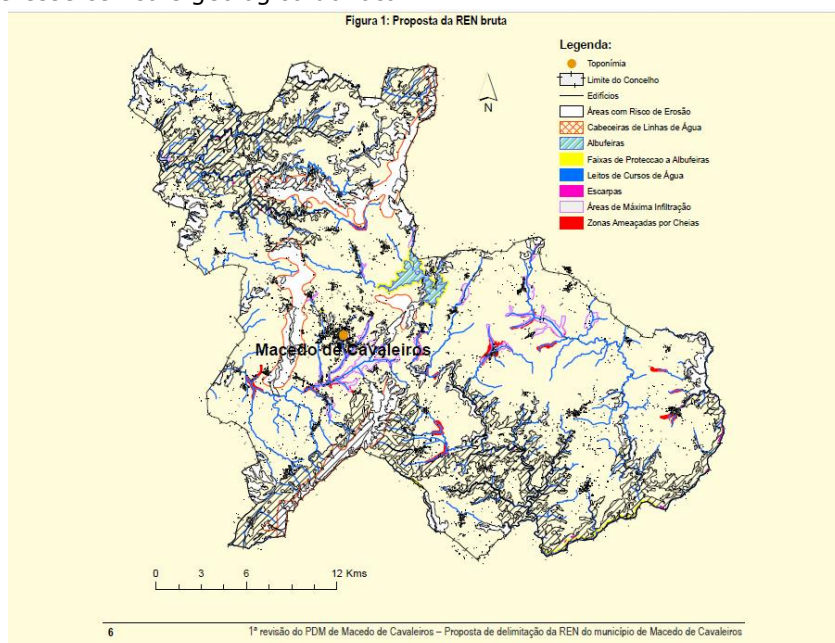 Figura 1: Proposta da REN bruta
Legenda:
Toponímia
Limite do Concelho
Edifícios
Áreas com Risco de Erosão
Cabeceiras de Linhas de Água
Albufeiras
Faixas de Proteccao a Albufeiras
Leitos de Cursos de Água
Escarpas
Áreas de Máxima Infiltração
Zonas Ameaçadas por Cheias
N
Macedo de Cavaleiros
0 3 6 12 Kms
6 1ª revisão do PDM de Macedo de Cavaleiros – Proposta de delimitação da REN do município de Macedo de Cavaleiros